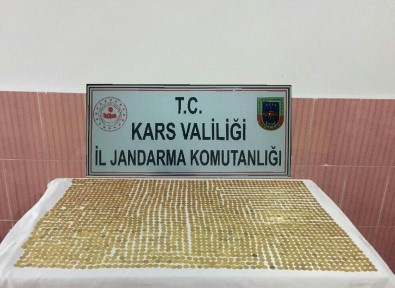 T.C.
KARS VALİLİĞİ
İL JANDARMA KOMUTANLIĞI